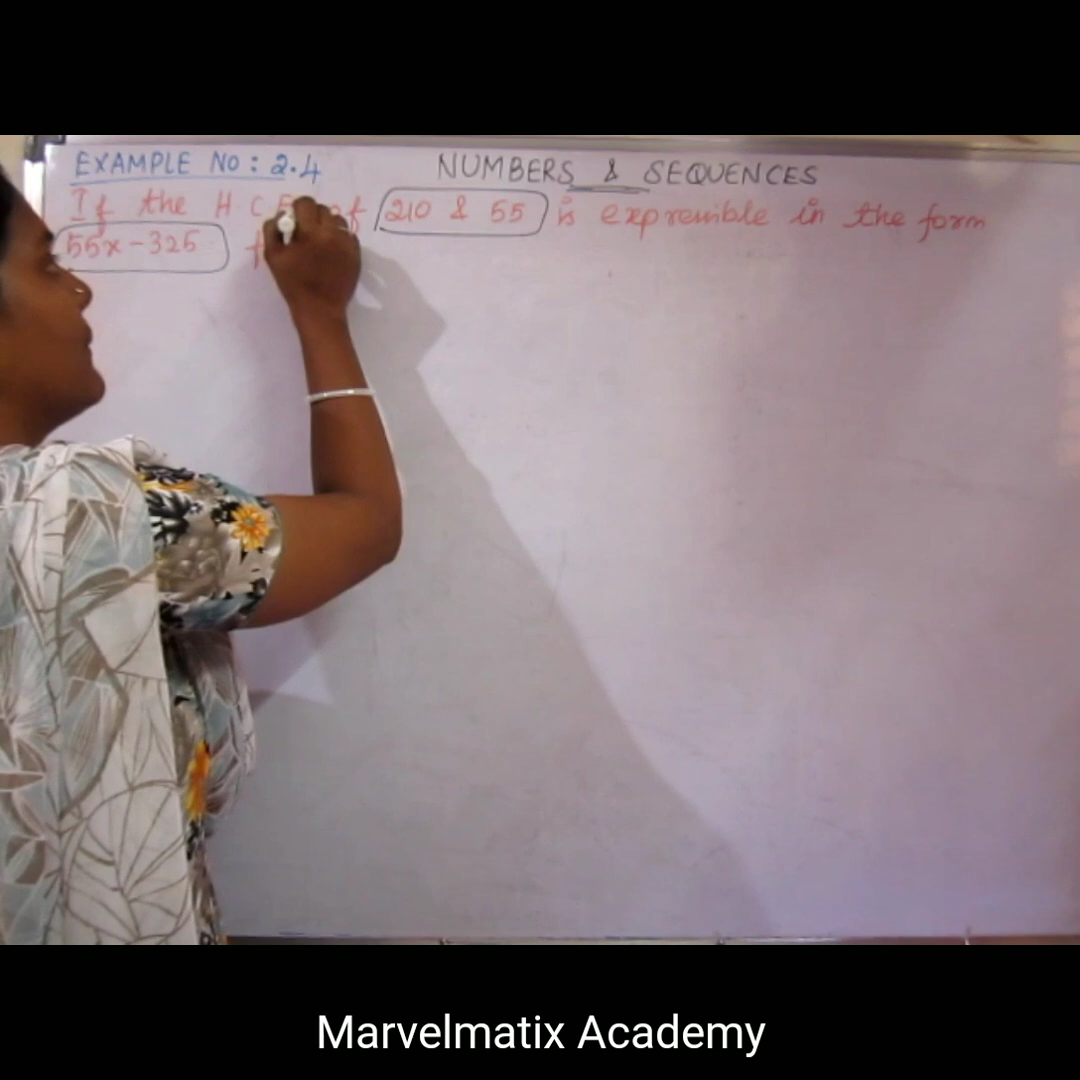 EXAMPLE NO : 2.4
NUMBERS & SEQUENCES
If the H C F of 210 & 55 is expressible in the form
55x - 325 f
Marvelmatix Academy